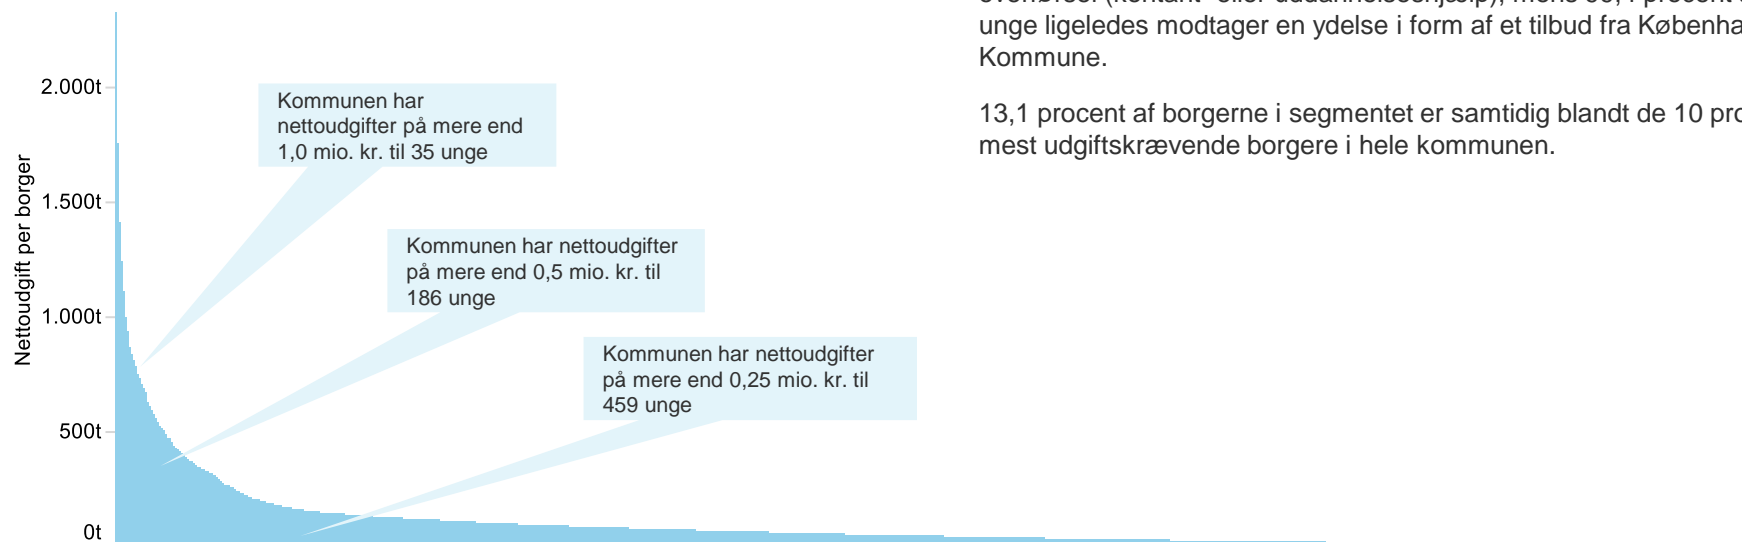 unge ligeledes modtager en ydelse i form af et tilbud fra
Kommune.
13,1 procent af borgerne i segmentet er samtidig blandt de 10
mest udgiftskrævende borgere i hele kommunen.
Nettoudgift per borger
2.000t
1.500t
1.000t
500t
0t
Kommunen har
nettoudgifter på mere end
1,0 mio. kr. til 35 unge
Kommunen har nettoudgifter
på mere end 0,5 mio. kr. til
186 unge
Kommunen har nettoudgifter
på mere end 0,25 mio. kr. til
459 unge